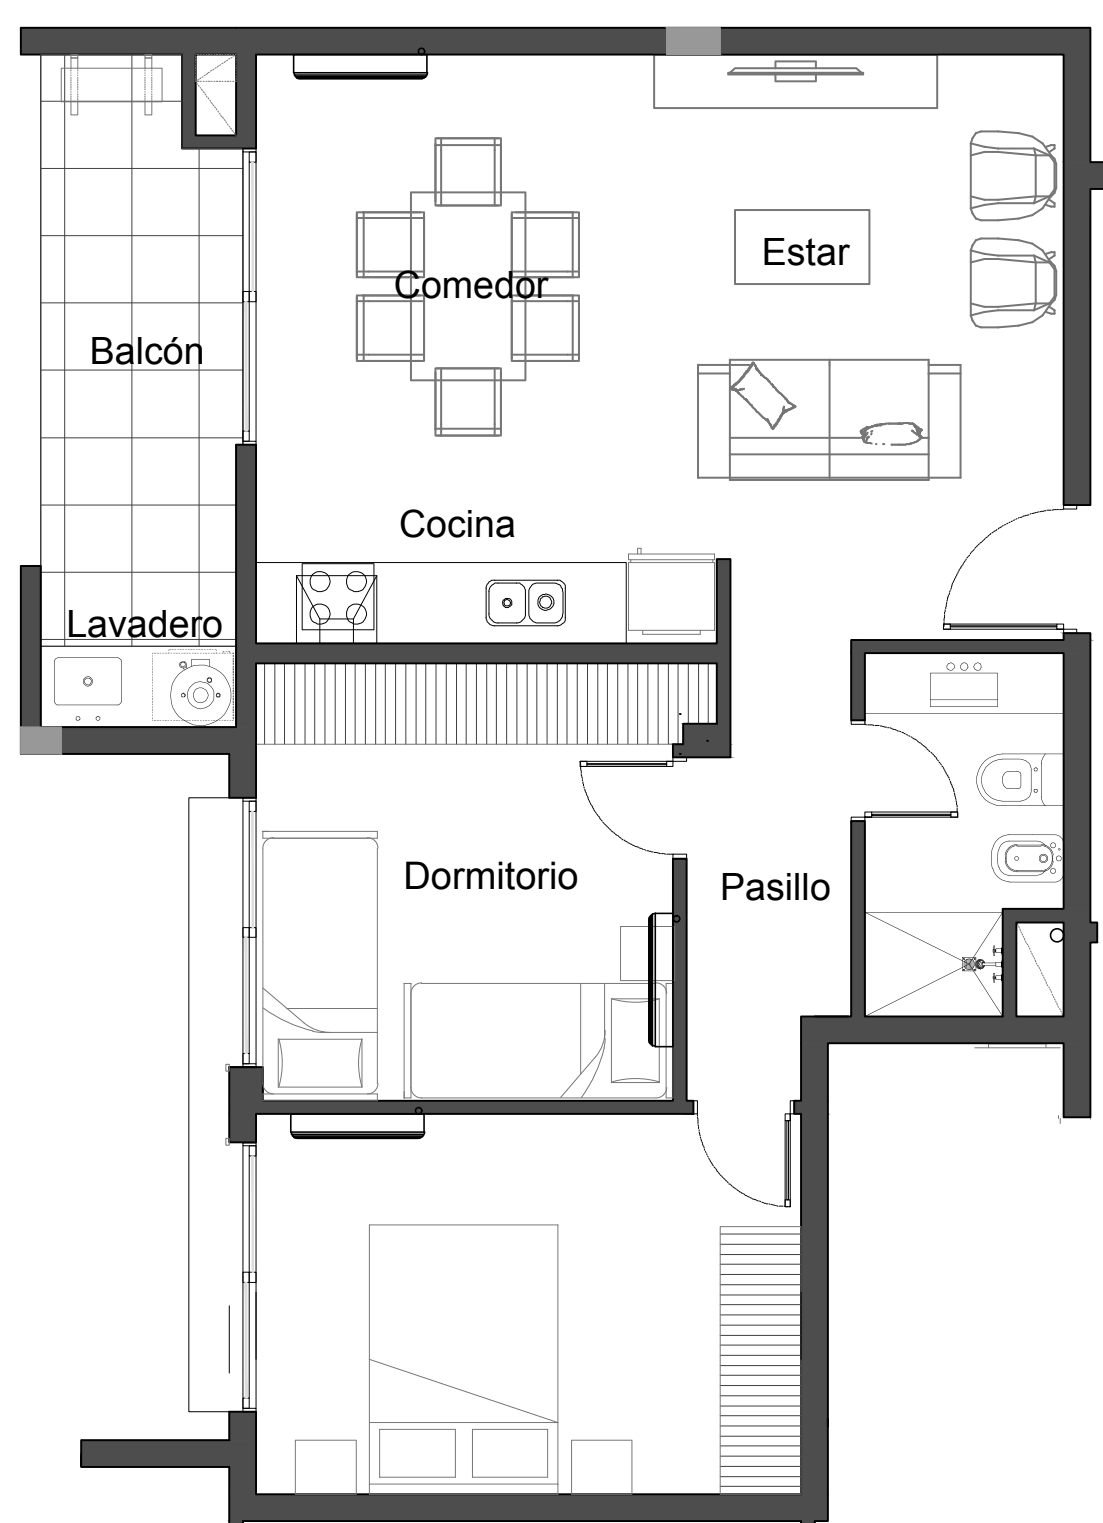 Estar
Comedor
Balcón
Cocina
Lavadero
Dormitorio
Pasillo